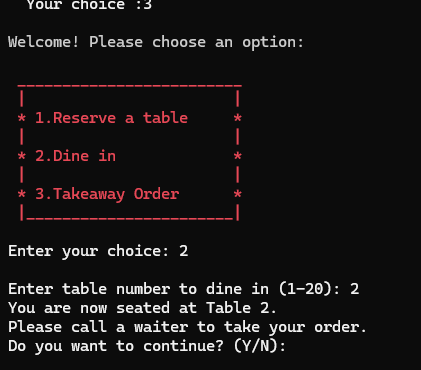 Your choice :3
Welcome! Please choose an option:
* 1.Reserve a table *
* 2.Dine in *
* 3.Takeaway Order *
Enter your choice: 2
Enter table number to dine in (1-20): 2
You are now seated at Table 2.
Please call a waiter to take your order.
Do you want to continue? (Y/N):